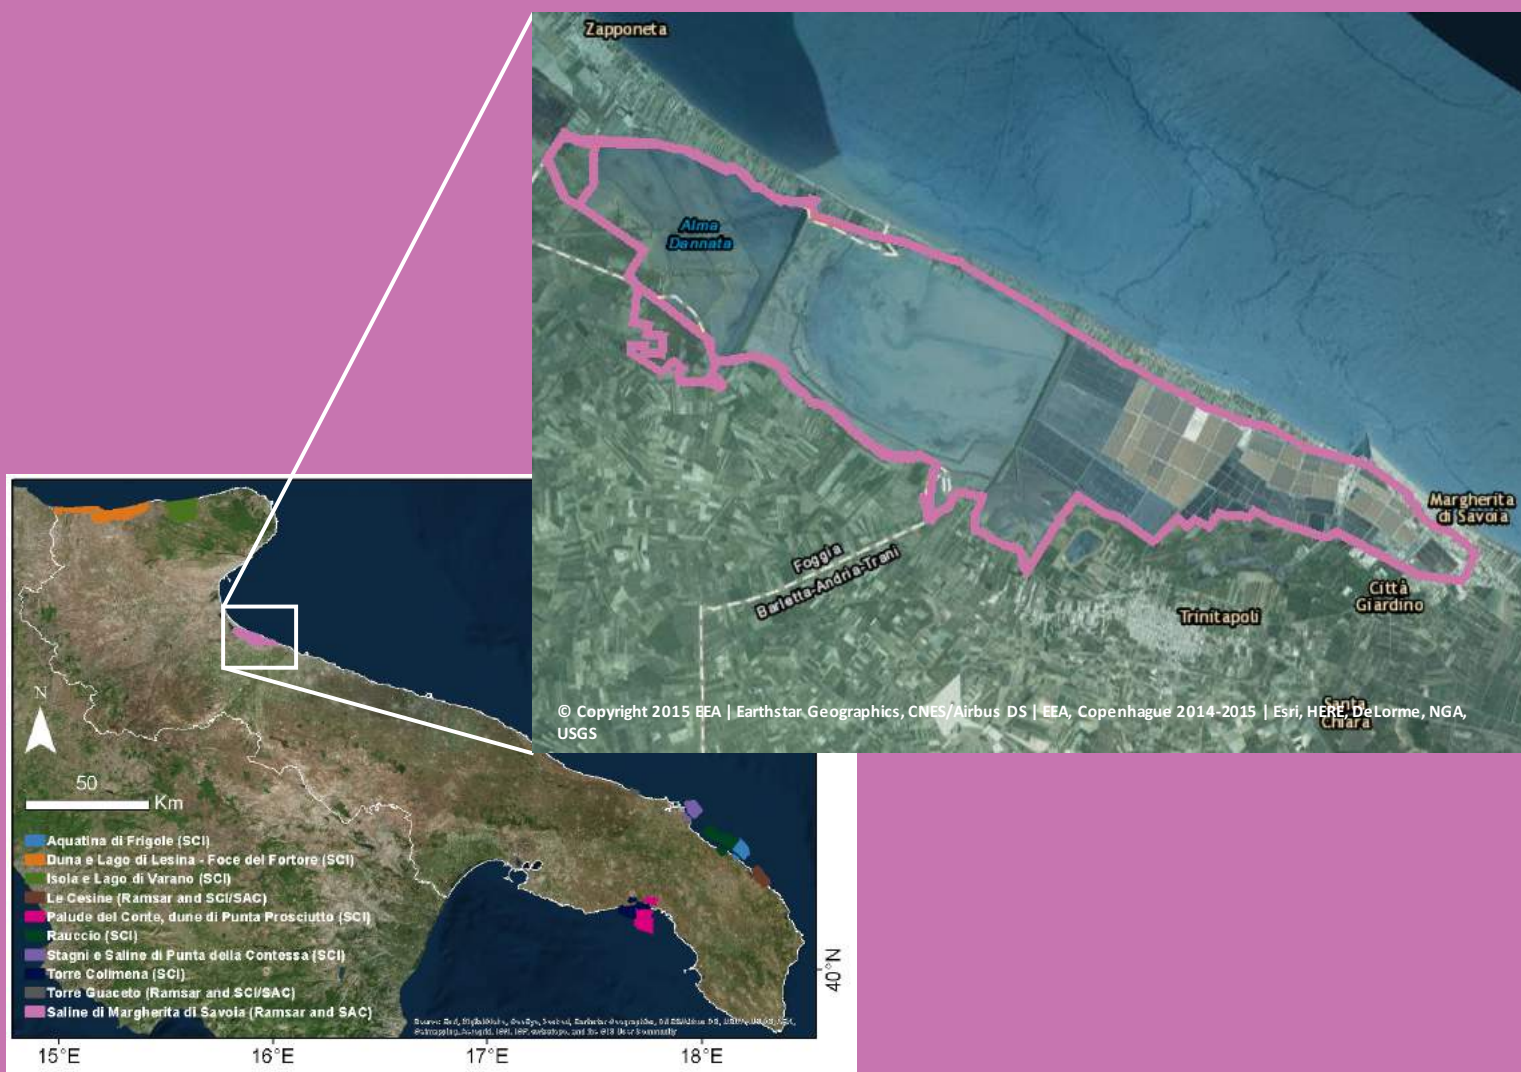 Zapponeta
Alma
Dannata
Margherita
di Savoia
Foggia
Barletta-Andria-Trani
Città
Giardino
Trinitapoli
Santa
Chiara
© Copyright 2015 EEA | Earthstar Geographics, CNES/Airbus DS | EEA, Copenhague 2014-2015 | Esri, HERE, DeLorme, NGA,
USGS
N
50
Km
Aquatina di Frigole (SCI)
Duna e Lago di Lesina - Foce del Fortore (SCI)
Isola e Lago di Varano (SCI)
Le Cesine (Ramsar and SCI/SAC)
Palude del Conte, dune di Punta Prosciutto (SCI)
Rauccio (SCI)
Stagni e Saline di Punta della Contessa (SCI)
Torre Colimena (SCI)
Torre Guaceto (Ramsar and SCI/SAC)
Saline di Margherita di Savoia (Ramsar and SAC)
40°N
15°E
16°E
17°E
18°E